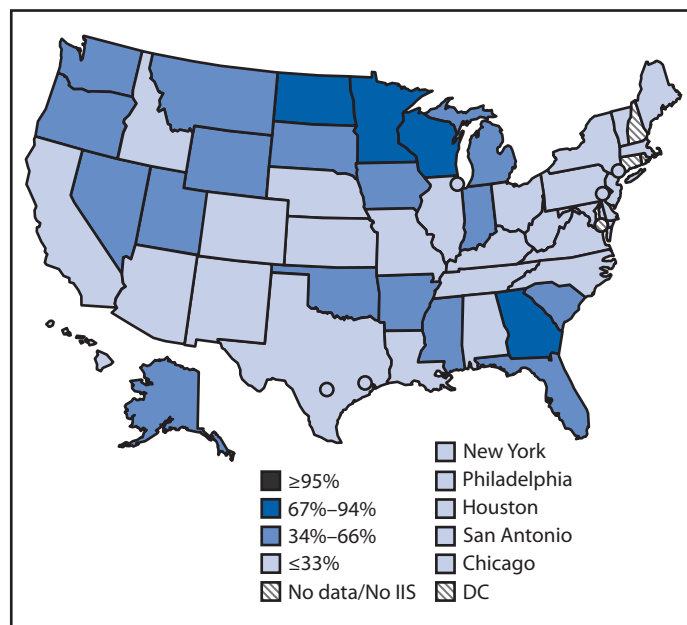 ≥95%
67%–94%
34%–66%
≤33%
No data/No IIS
New York
Philadelphia
Houston
San Antonio
Chicago
DC